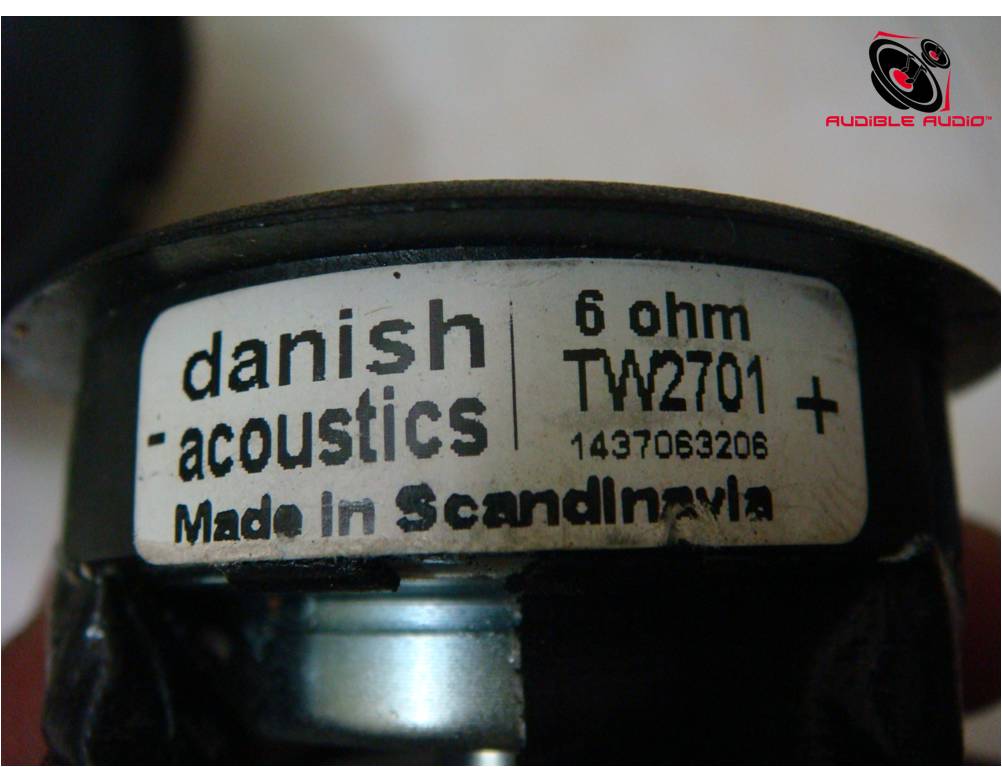 AUDiBLE AUDiO™
danish
- acoustics
6 ohm
TW2701 +
1437063206
Made in Scandinavia